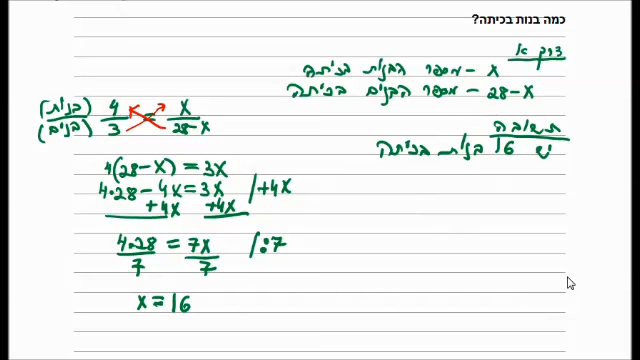 כמה בנות בכיתה?
דרך א
x – מספר הבנות בכיתה
28-x – מספר הבנים בכיתה
(בנות) 4/3 = x/28-x (בנים)
תשובה
יש 16 בנות בכיתה
4(28-x) = 3x
4·28 - 4x = 3x /+4x
+4x +4x
4·28/7 = 7x/7 /:7
x = 16